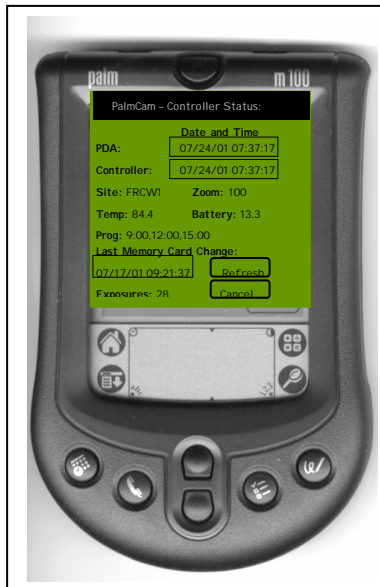 palm m100
PalmCam – Controller Status:
Date and Time
PDA: 07/24/01 07:37:17
Controller: 07/24/01 07:37:17
Site: FRCW1 Zoom: 100
Temp: 84.4 Battery: 13.3
Prog: 9:00,12:00,15:00
Last Memory Card Change:
07/17/01 09:21:37 Refresh
Exposures: 28 Cancel
123